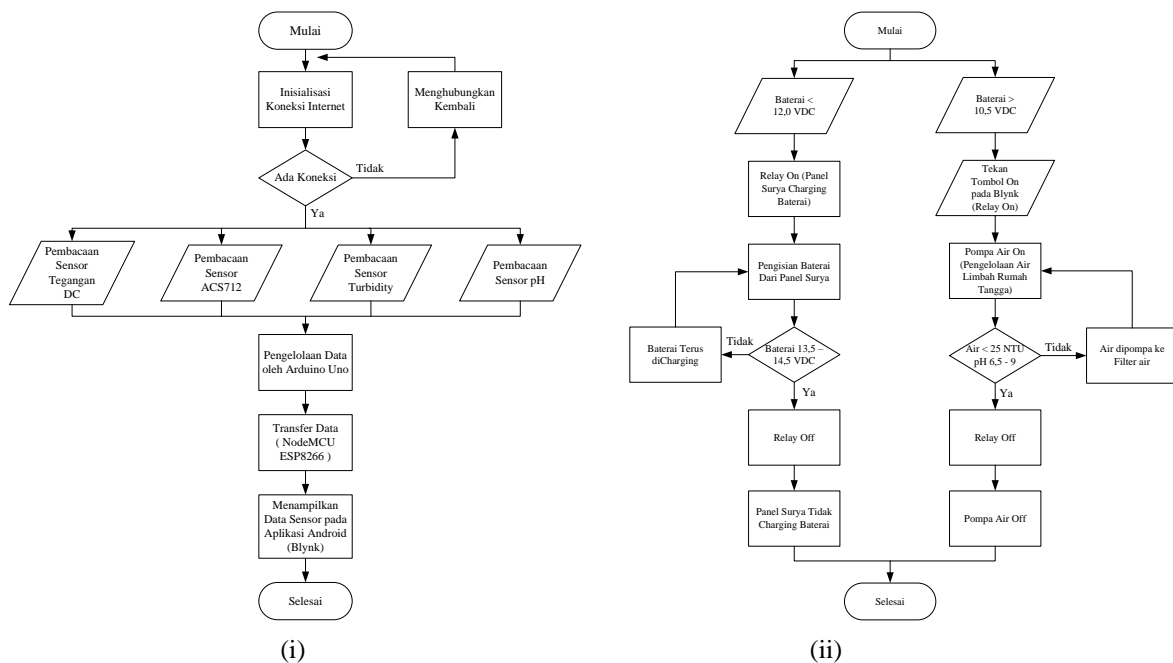 Mulai
Inisialisasi
Koneksi Internet
Menghubungkan
Kembali
Ada Koneksi
Tidak
Ya
Pembacaan
Sensor
Tegangan
DC
Pembacaan
Sensor
ACS712
Pembacaan
Sensor
Turbidity
Pembacaan
Sensor pH
Pengelolaan Data
oleh Arduino Uno
Transfer Data
( NodeMCU
ESP8266 )
Menampilkan
Data Sensor pada
Aplikasi Android
(Blynk)
Selesai
(i)
Mulai
Baterai <
12,0 VDC
Baterai >
10,5 VDC
Relay On (Panel
Surya Charging
Baterai)
Tekan
Tombol On
pada Blynk
(Relay On)
Pengisian Baterai
Dari Panel Surya
Pompa Air On
(Pengelolaan Air
Limbah Rumah
Tangga)
Baterai Terus
diCharging
Tidak
Baterai 13,5 –
14,5 VDC
Ya
Air < 25 NTU
pH 6,5 - 9
Tidak
Air dipompa ke
Filter air
Ya
Relay Off
Relay Off
Panel Surya Tidak
Charging Baterai
Pompa Air Off
Selesai
(ii)